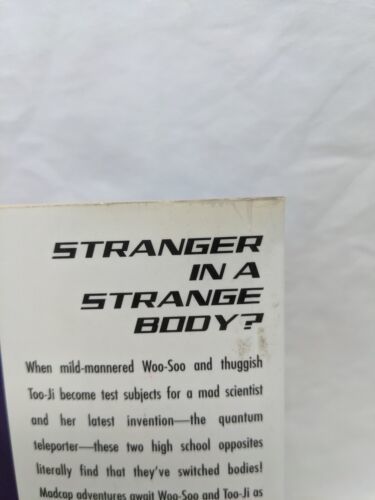 STRANGER
IN A
STRANGE
BODY?
When mild-mannered Woo-Soo and thuggish
Too-Ji become test subjects for a mad scientist
and her latest invention—the quantum
teleporter—these two high school opposites
literally find that they've switched bodies!
Madcap adventures await Woo-Soo and Too-Ji as